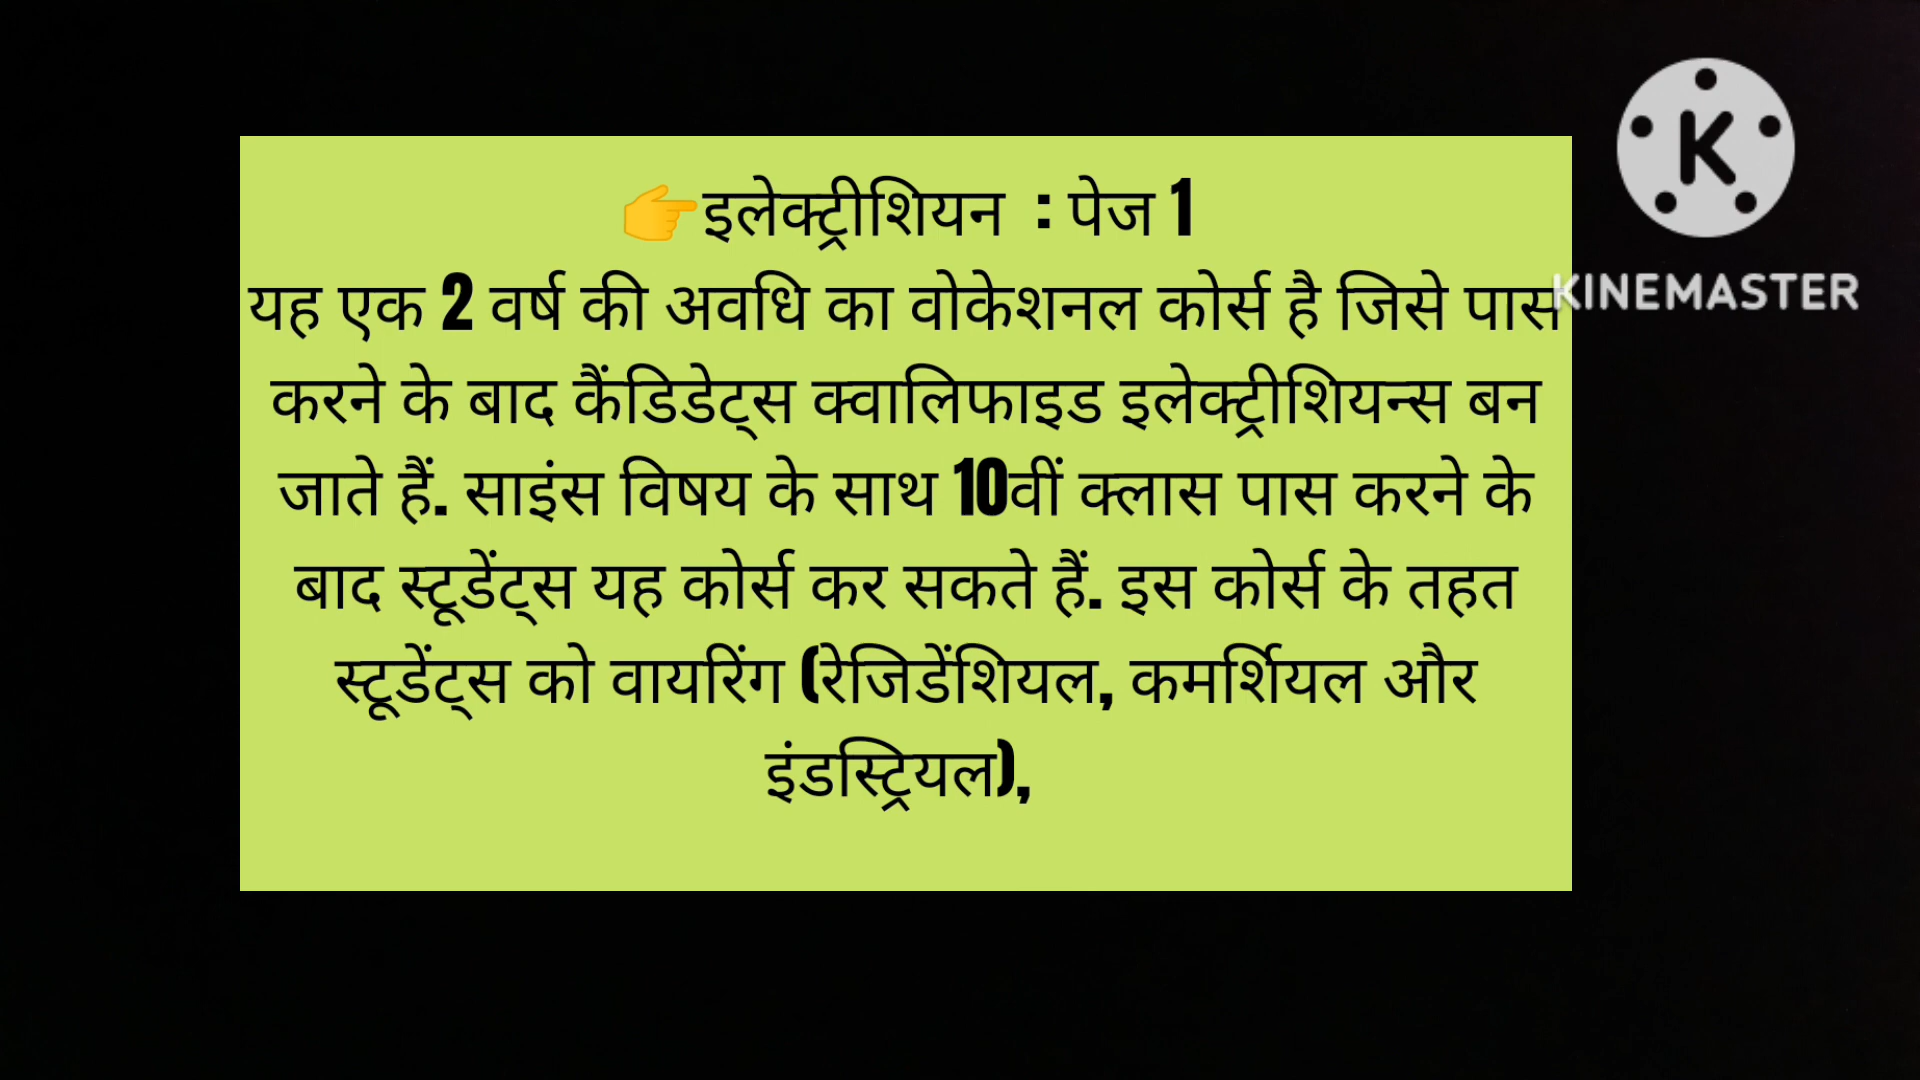 👉इलेक्ट्रीशियन : पेज 1
यह एक 2 वर्ष की अवधि का वोकेशनल कोर्स है जिसे पास
करने के बाद कैंडिडेट्स क्वालिफाइड इलेक्ट्रीशियन्स बन
जाते हैं. साइंस विषय के साथ 10वीं क्लास पास करने के
बाद स्टूडेंट्स यह कोर्स कर सकते हैं. इस कोर्स के तहत
स्टूडेंट्स को वायरिंग (रेजिडेंशियल, कमर्शियल और
इंडस्ट्रियल),
K
KINEMASTER